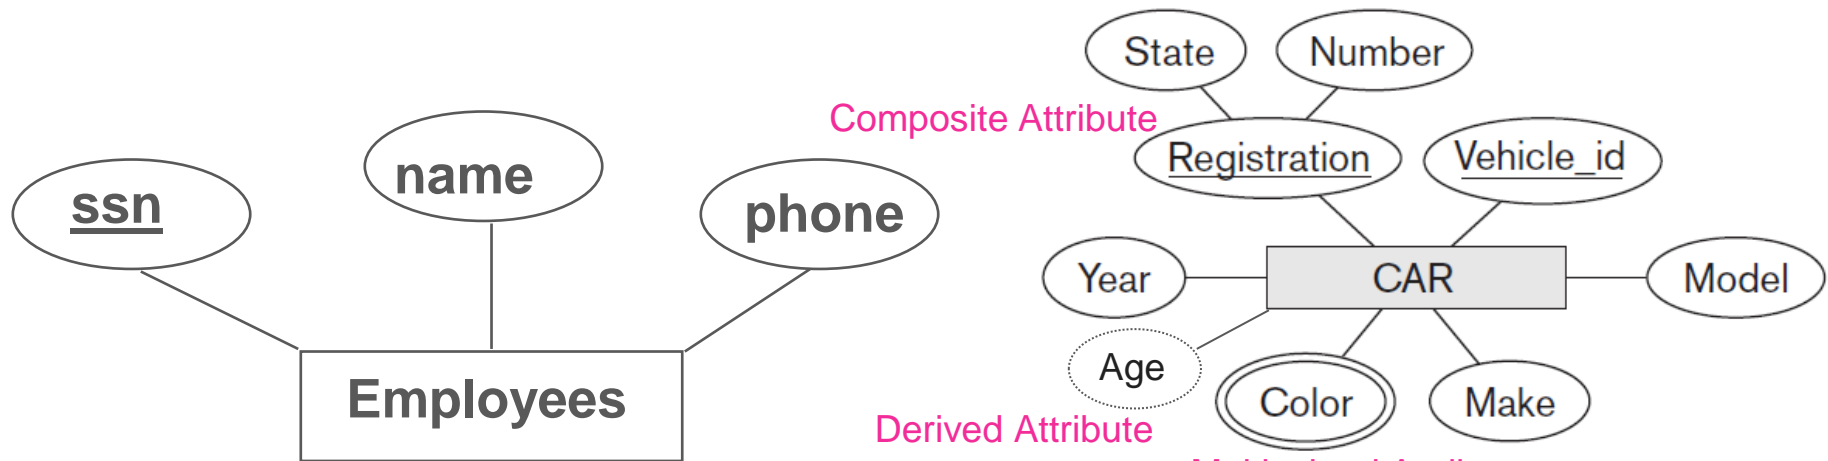 ssn
name
phone
Employees
State
Number
Composite Attribute
Registration
Vehicle_id
Year
CAR
Model
Age
Color
Make
Derived Attribute